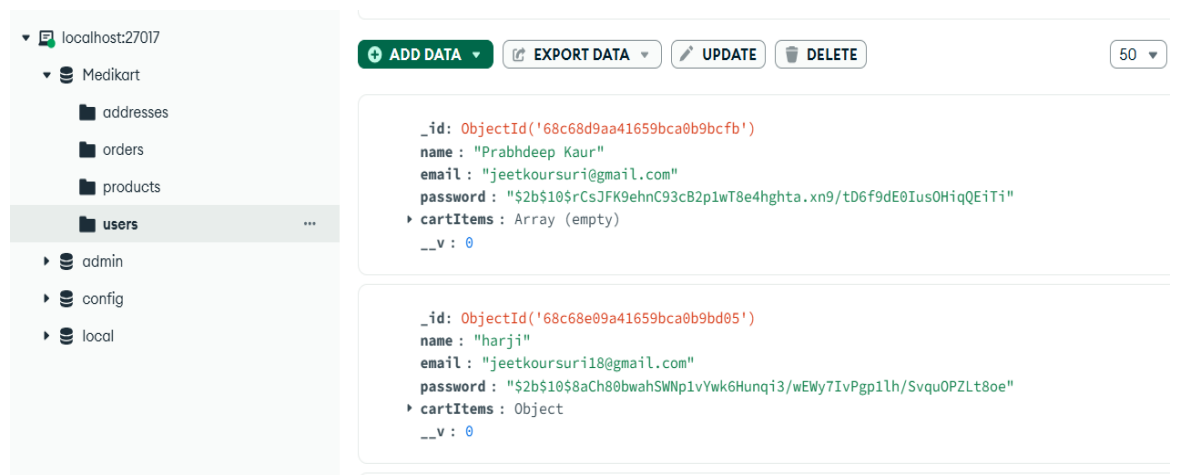 localhost:27017
Medikart
addresses
orders
products
users
admin
config
local
ADD DATA EXPORT DATA UPDATE DELETE 50
_id: ObjectId('68c68d9aa41659bca0b9bcfb')
name : "Prabhdeep Kaur"
email : "jeetkoursuri@gmail.com"
password : "$2b$10$rCsJFK9ehnC93cB2p1wT8e4hghta.xn9/tD6f9dE0IusOHiqQEiTi"
cartItems : Array (empty)
__v : 0
_id: ObjectId('68c68e09a41659bca0b9bd05')
name : "harji"
email : "jeetkoursuri18@gmail.com"
password : "$2b$10$8aCh80bwahSWNp1vYwk6Hunqi3/wEWy7IvPgp1lh/SvquOPZLt8oe"
cartItems : Object
__v : 0